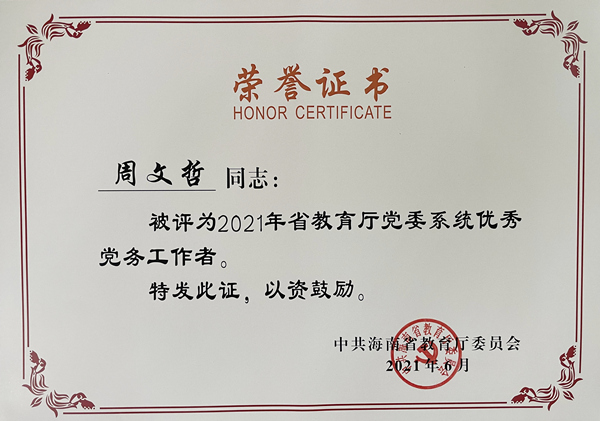 荣誉证书
HONOR CERTIFICATE
周文哲 同志：
被评为2021年省教育厅党委系统优秀
党务工作者。
特发此证，以资鼓励。
中共海南省教育厅委员会
2021年6月